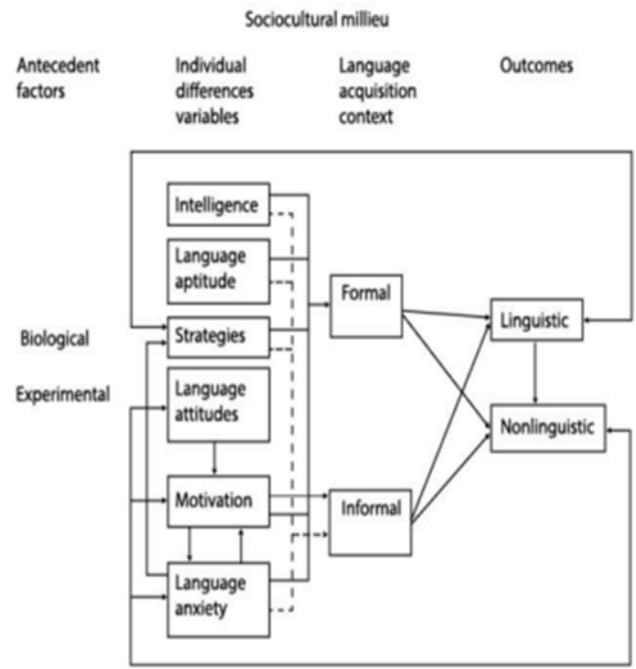 Sociocultural millieu
Antecedent
factors
Individual
differences
variables
Language
acquisition
context
Outcomes
Intelligence
Language
aptitude
Strategies
Language
attitudes
Motivation
Language
anxiety
Biological
Experimental
Formal
Informal
Linguistic
Nonlinguistic